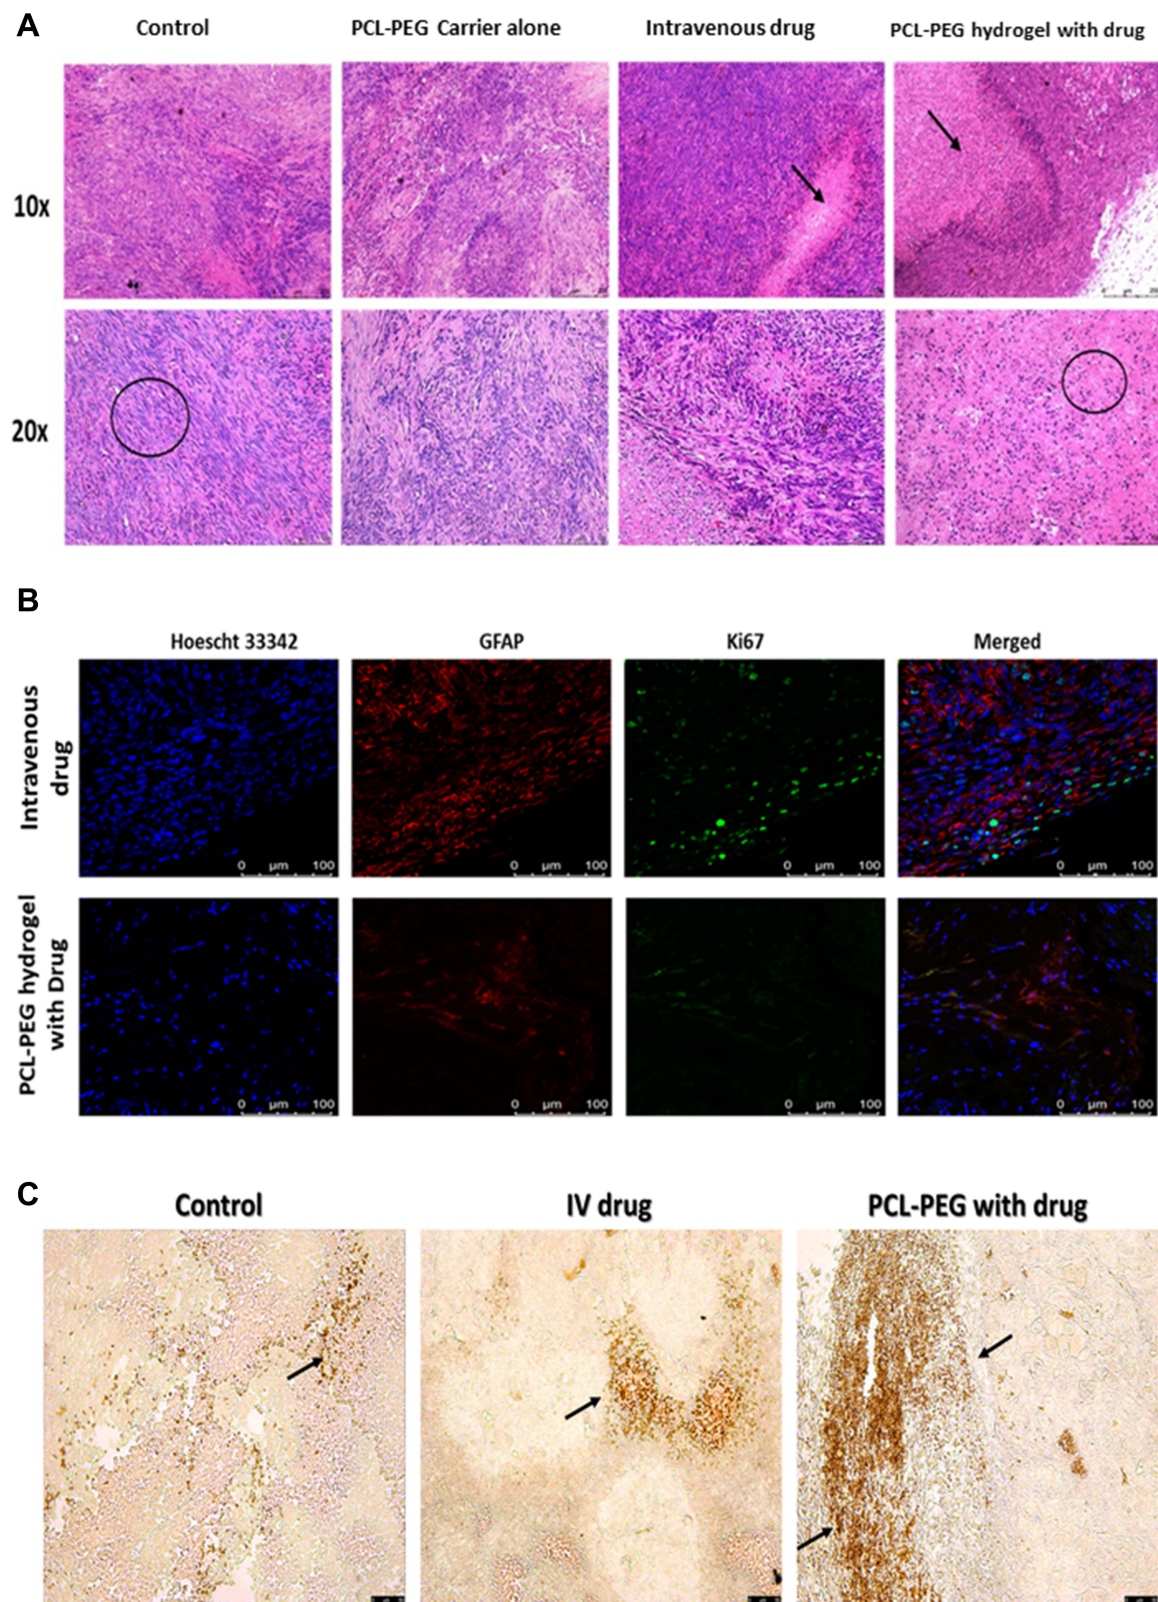 A
Control
PCL-PEG Carrier alone
Intravenous drug
PCL-PEG hydrogel with drug
10x
20x
B
Hoescht 33342
GFAP
Ki67
Merged
Intravenous
drug
0 µm 100
0 µm 100
0 µm 100
0 µm 100
PCL-PEG hydrogel
with Drug
0 µm 100
0 µm 100
0 µm 100
0 µm 100
C
Control
IV drug
PCL-PEG with drug